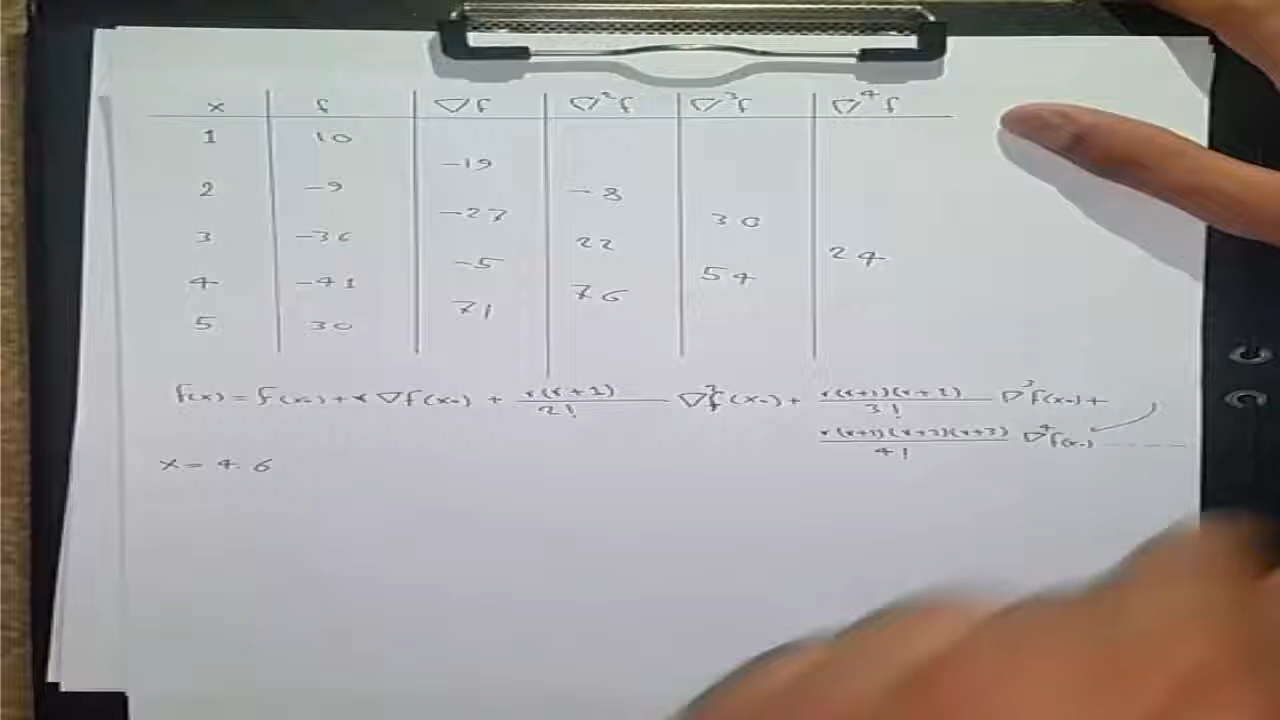 x f ∇f ∇²f ∇³f ∇⁴f
1 10
-19
2 -9 -8
-27 30
3 -36 22 24
-5 54
4 -41 76
71
5 30
f(x) = f(x₀) + r ∇f(x₀) + r(r+1)/2! ∇²f(x₀) + r(r+1)(r+2)/3! ∇³f(x₀) +
r(r+1)(r+2)(r+3)/4! ∇⁴f(x₀) ------
x = 4.6